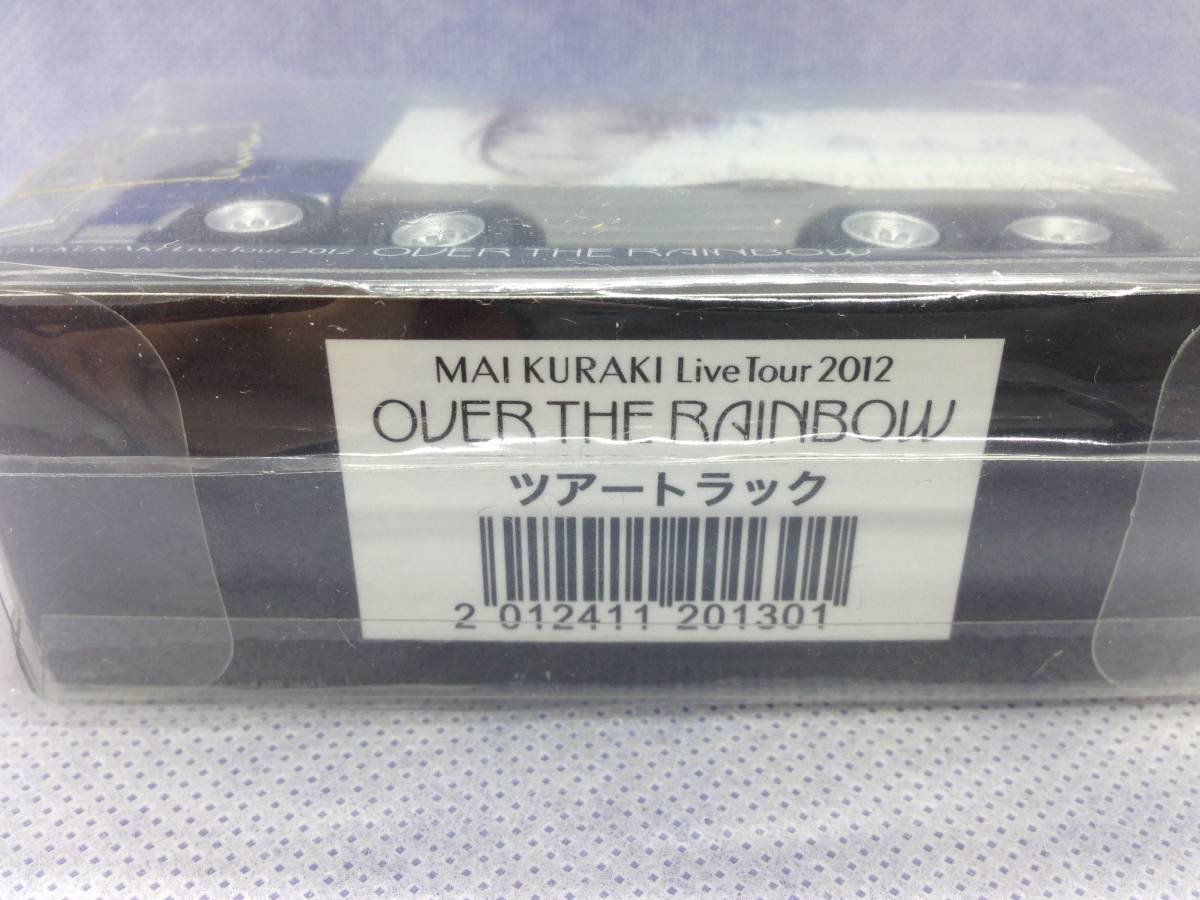 Live Tour 2012 OVER THE RAINBOW
MAI KURAKI Live Tour 2012
OVER THE RAINBOW
ツアートラック
2 012411 201301